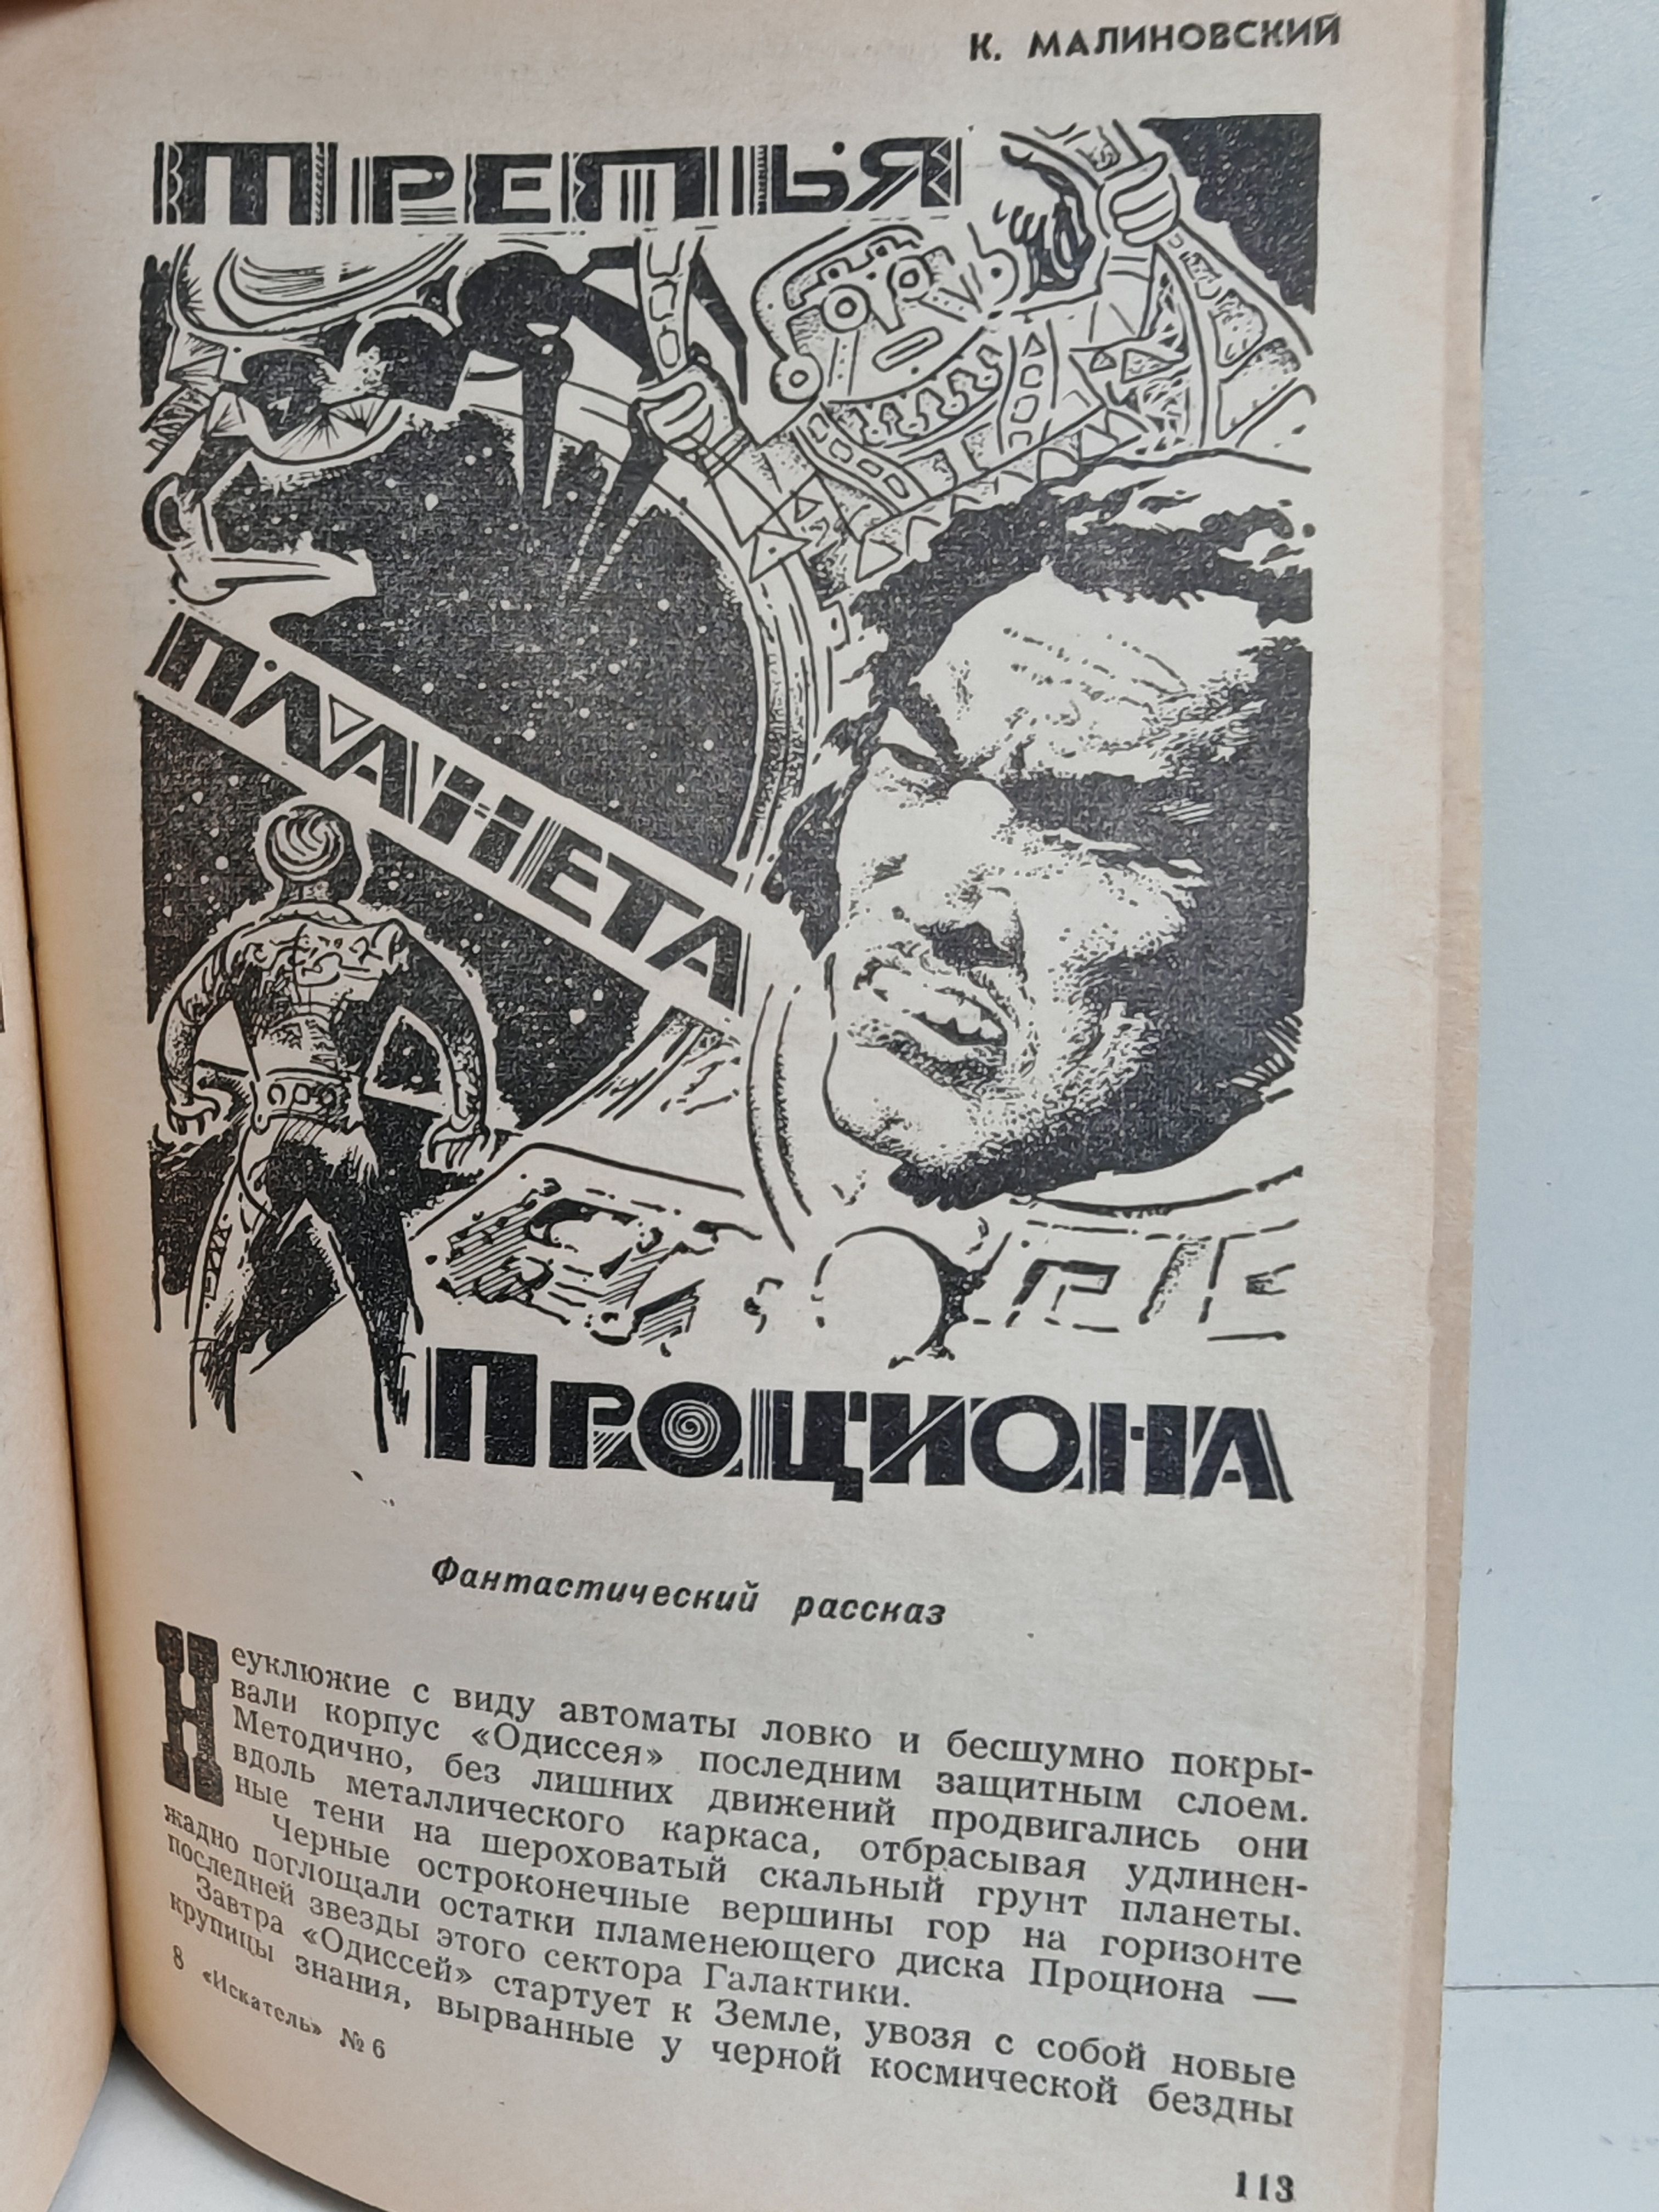 К. МАЛИНОВСКИЙ
ТРЕТЬЯ
ПЛАНЕТА
ПРОЦИОНА
Фантастический рассказ
Неуклюжие с виду автоматы ловко и бесшумно покры-
вали корпус «Одиссея» последним защитным слоем.
Методично, без лишних движений продвигались они
вдоль металлического каркаса, отбрасывая удлинен-
ные тени на шероховатый скальный грунт планеты.
Черные остроконечные вершины гор на горизонте
жадно поглощали остатки пламенеющего диска Проциона —
последней звезды этого сектора Галактики.
Завтра «Одиссей» стартует к Земле, увозя с собой новые
крупицы знания, вырванные у черной космической бездны
8 «Искатель» № 6
113